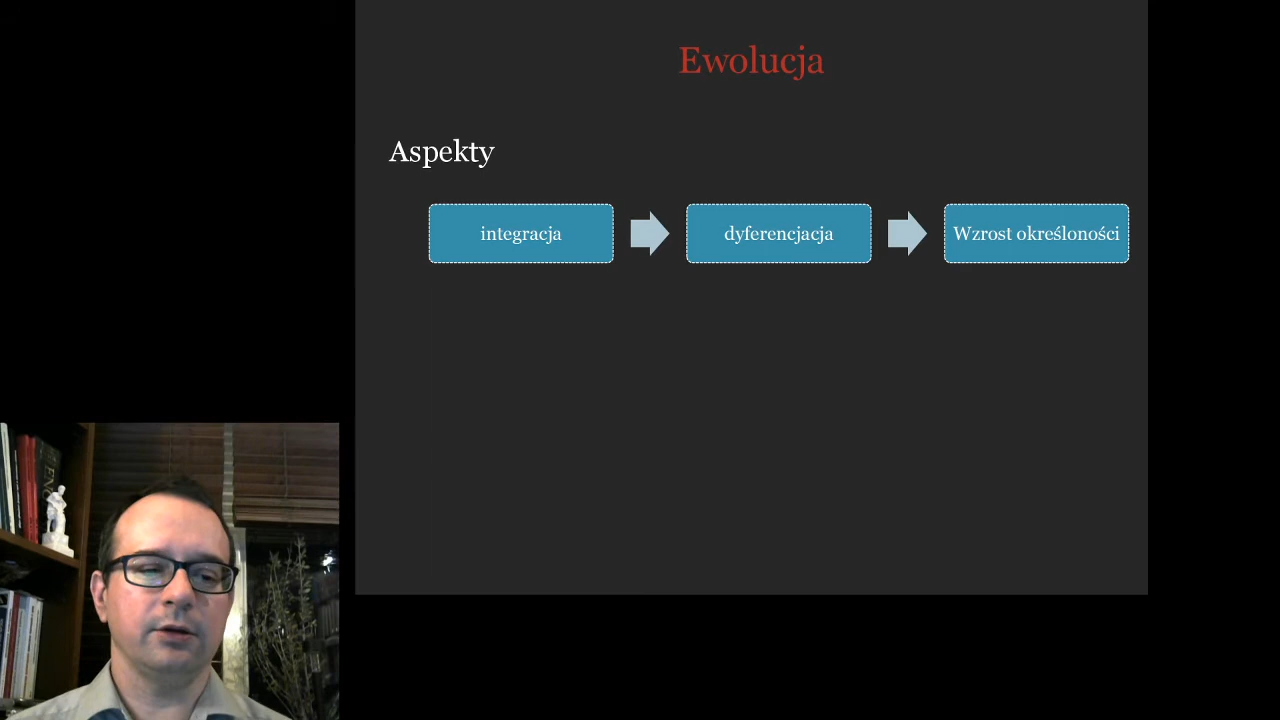 Ewolucja
Aspekty
integracja
dyferencjacja
Wzrost określoności